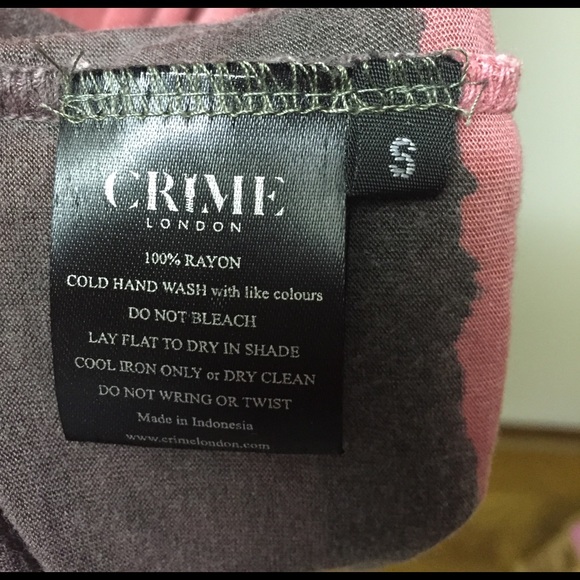 CRIME
LONDON
100% RAYON
COLD HAND WASH with like colours
DO NOT BLEACH
LAY FLAT TO DRY IN SHADE
COOL IRON ONLY or DRY CLEAN
DO NOT WRING OR TWIST
Made in Indonesia
www.crimelondon.com
S